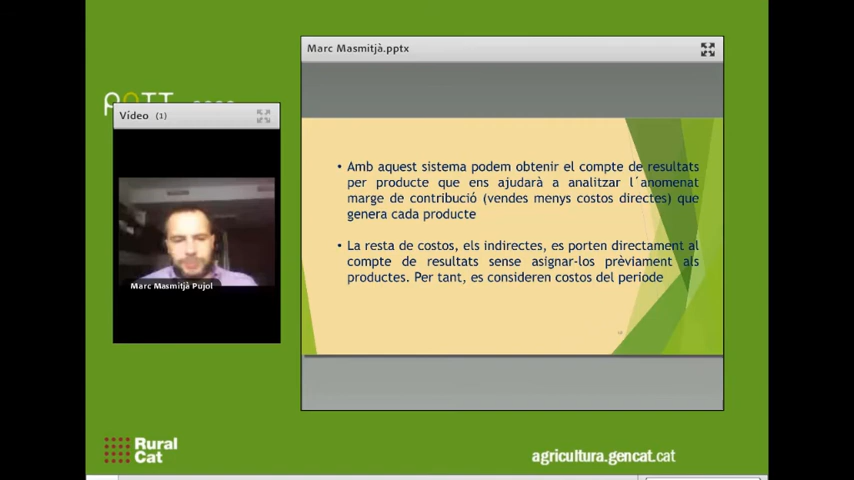 Marc Masmitjà.pptx
Vídeo (1)
Marc Masmitjà Pujol
• Amb aquest sistema podem obtenir el compte de resultats
per producte que ens ajudarà a analitzar l´anomenat
marge de contribució (vendes menys costos directes) que
genera cada producte
• La resta de costos, els indirectes, es porten directament al
compte de resultats sense asignar-los prèviament als
productes. Per tant, es consideren costos del període
Rural
Cat
agricultura.gencat.cat